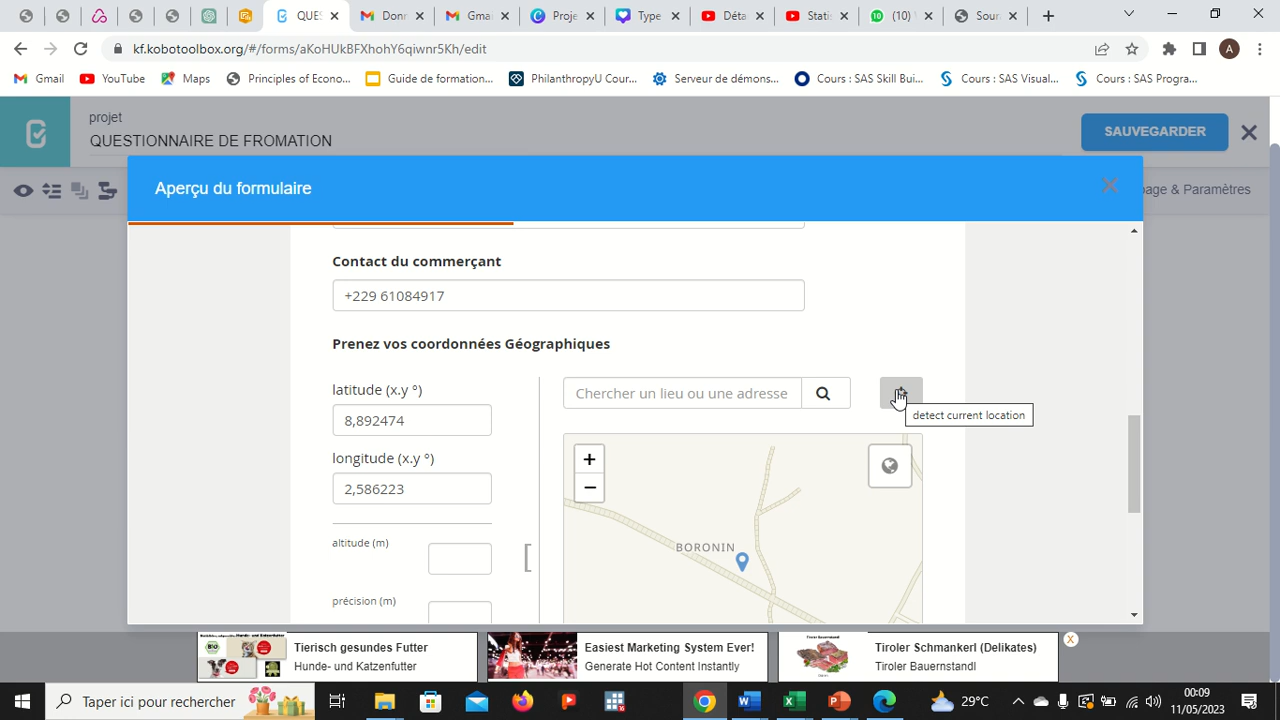 QUES
Donn
Gmai
Proje
Type
Déta
Statis
(10) V
Sour
kf.kobotoolbox.org/#/forms/aKoHUkBFXhohY6qiwnr5Kh/edit
A
Gmail
YouTube
Maps
Principles of Econo...
Guide de formation...
PhilanthropyU Cour...
Serveur de démons...
Cours : SAS Skill Bui...
Cours : SAS Visual...
Cours : SAS Progra...
projet
QUESTIONNAIRE DE FROMATION
SAUVEGARDER
Aperçu du formulaire
page & Paramètres
Contact du commerçant
+229 61084917
Prenez vos coordonnées Géographiques
latitude (x.y °)
8,892474
Chercher un lieu ou une adresse
detect current location
longitude (x.y °)
2,586223
+
−
BORONIN
altitude (m)
précision (m)
BIO
Tierisch gesundes Futter
Hunde- und Katzenfutter
Easiest Marketing System Ever!
Generate Hot Content Instantly
Tiroler Schmankerl (Delikates)
Tiroler Bauernstandl
X
Taper ici pour rechercher
29°C
00:09
11/05/2023